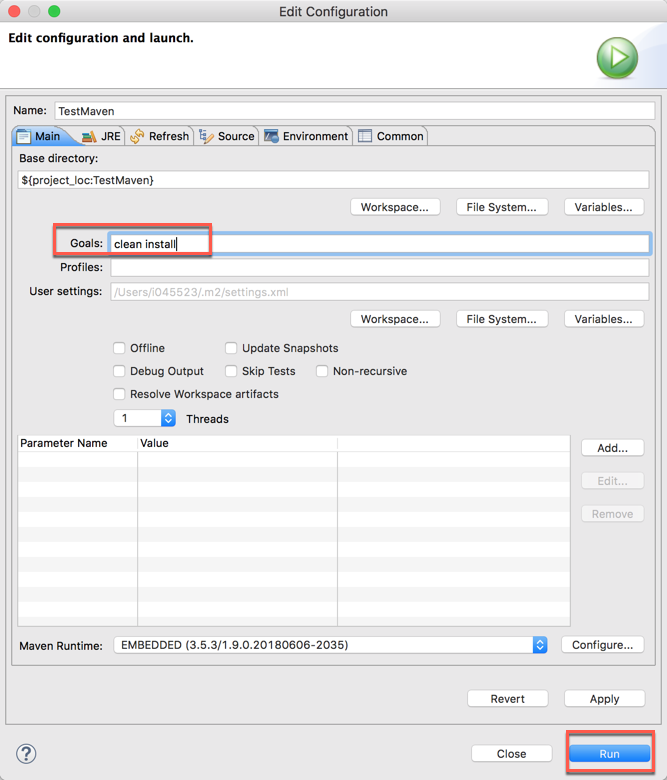 Edit Configuration
Edit configuration and launch.
Name: TestMaven
Main JRE Refresh Source Environment Common
Base directory:
${project_loc:TestMaven}
Workspace... File System... Variables...
Goals: clean install
Profiles:
User settings: /Users/i045523/.m2/settings.xml
Workspace... File System... Variables...
Offline Update Snapshots
Debug Output Skip Tests Non-recursive
Resolve Workspace artifacts
1 Threads
Parameter Name Value
Add...
Edit...
Remove
Maven Runtime: EMBEDDED (3.5.3/1.9.0.20180606-2035) Configure...
Revert Apply
? Close Run